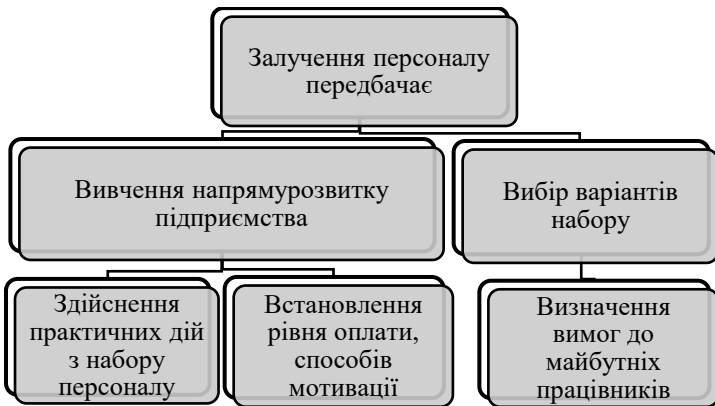 Залучення персоналу
передбачає
Вивчення напрямурозвитку
підприємства
Вибір варіантів
набору
Здійснення
практичних дій
з набору
персоналу
Встановлення
рівня оплати,
способів
мотивації
Визначення
вимог до
майбутніх
працівників